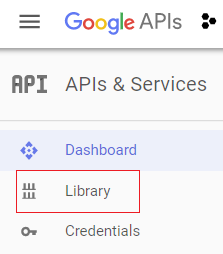 Google APIs
API APIs & Services
Dashboard
Library
Credentials